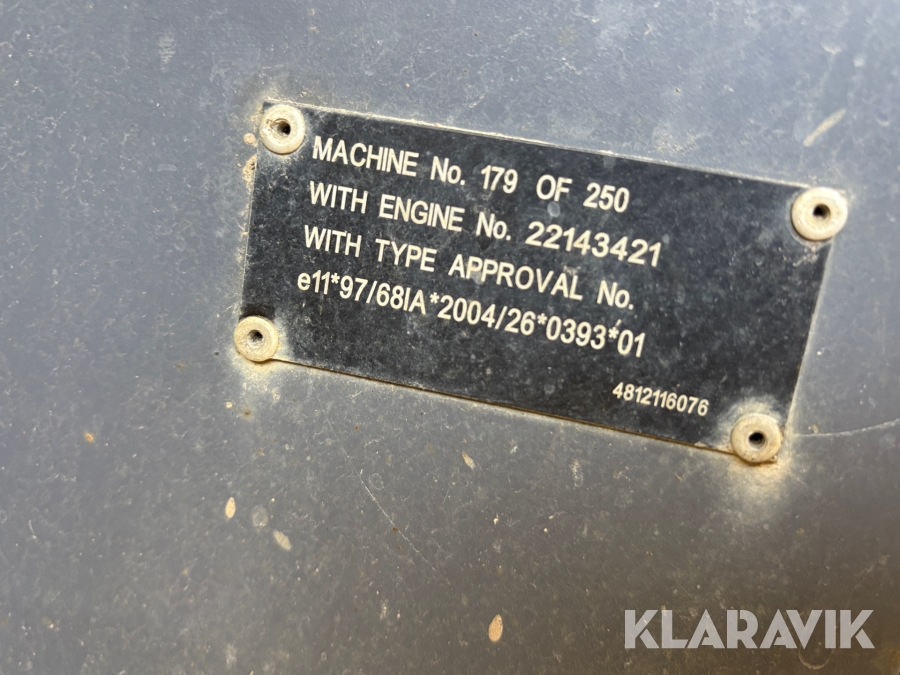 MACHINE No. 179 OF 250
WITH ENGINE No. 22143421
WITH TYPE APPROVAL No.
e11*97/68IA*2004/26*0393*01
4812116076
KLARAVIK